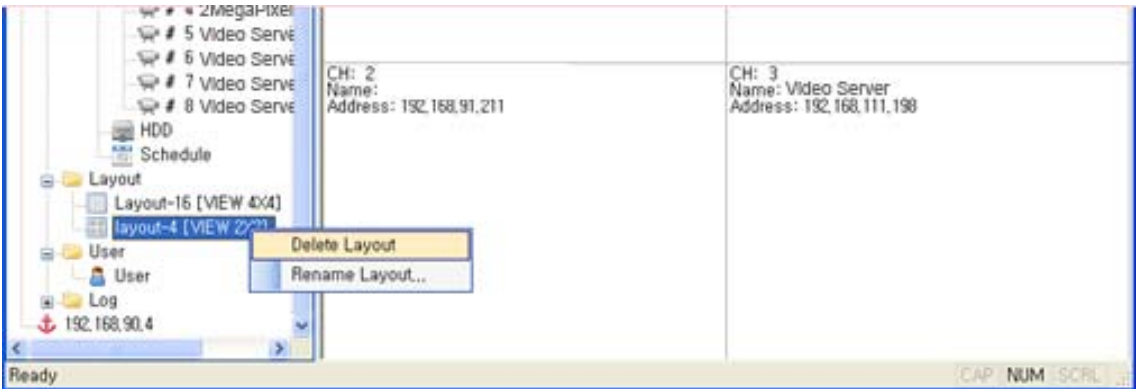 # 4 2MegaPixel
# 5 Video Serve
# 6 Video Serve
# 7 Video Serve
# 8 Video Serve
HDD
Schedule
Layout
Layout-16 [VIEW 4X4]
layout-4 [VIEW 2X2]
User
User
Log
192.168.90.4
Delete Layout
Rename Layout...
CH: 2
Name:
Address: 192.168.91.211
CH: 3
Name: Video Server
Address: 192.168.111.198
Ready
CAP NUM SCRL